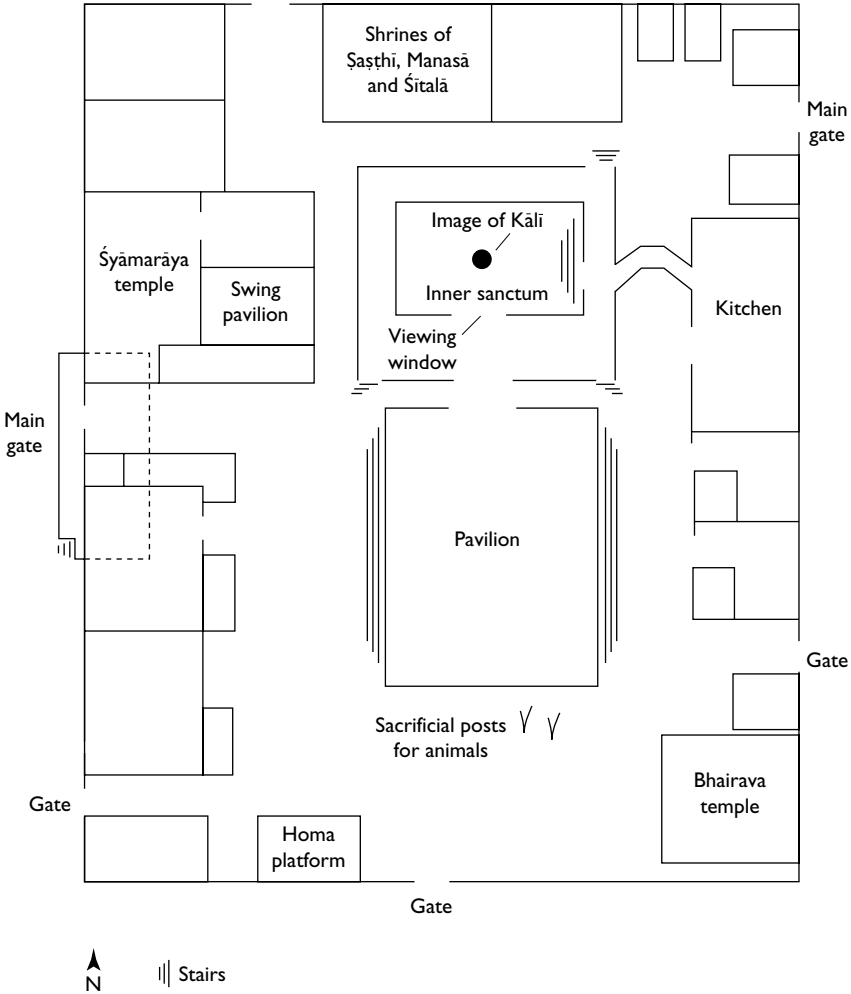 Shrines of
Ṣaṣṭhī, Manasā
and Śītalā
Main
gate
Image of Kālī
Śyāmarāya
temple
Swing
pavilion
Inner sanctum
Kitchen
Viewing
window
Main
gate
Pavilion
Gate
Sacrificial posts
for animals
Bhairava
temple
Gate
Homa
platform
Gate
N
Stairs